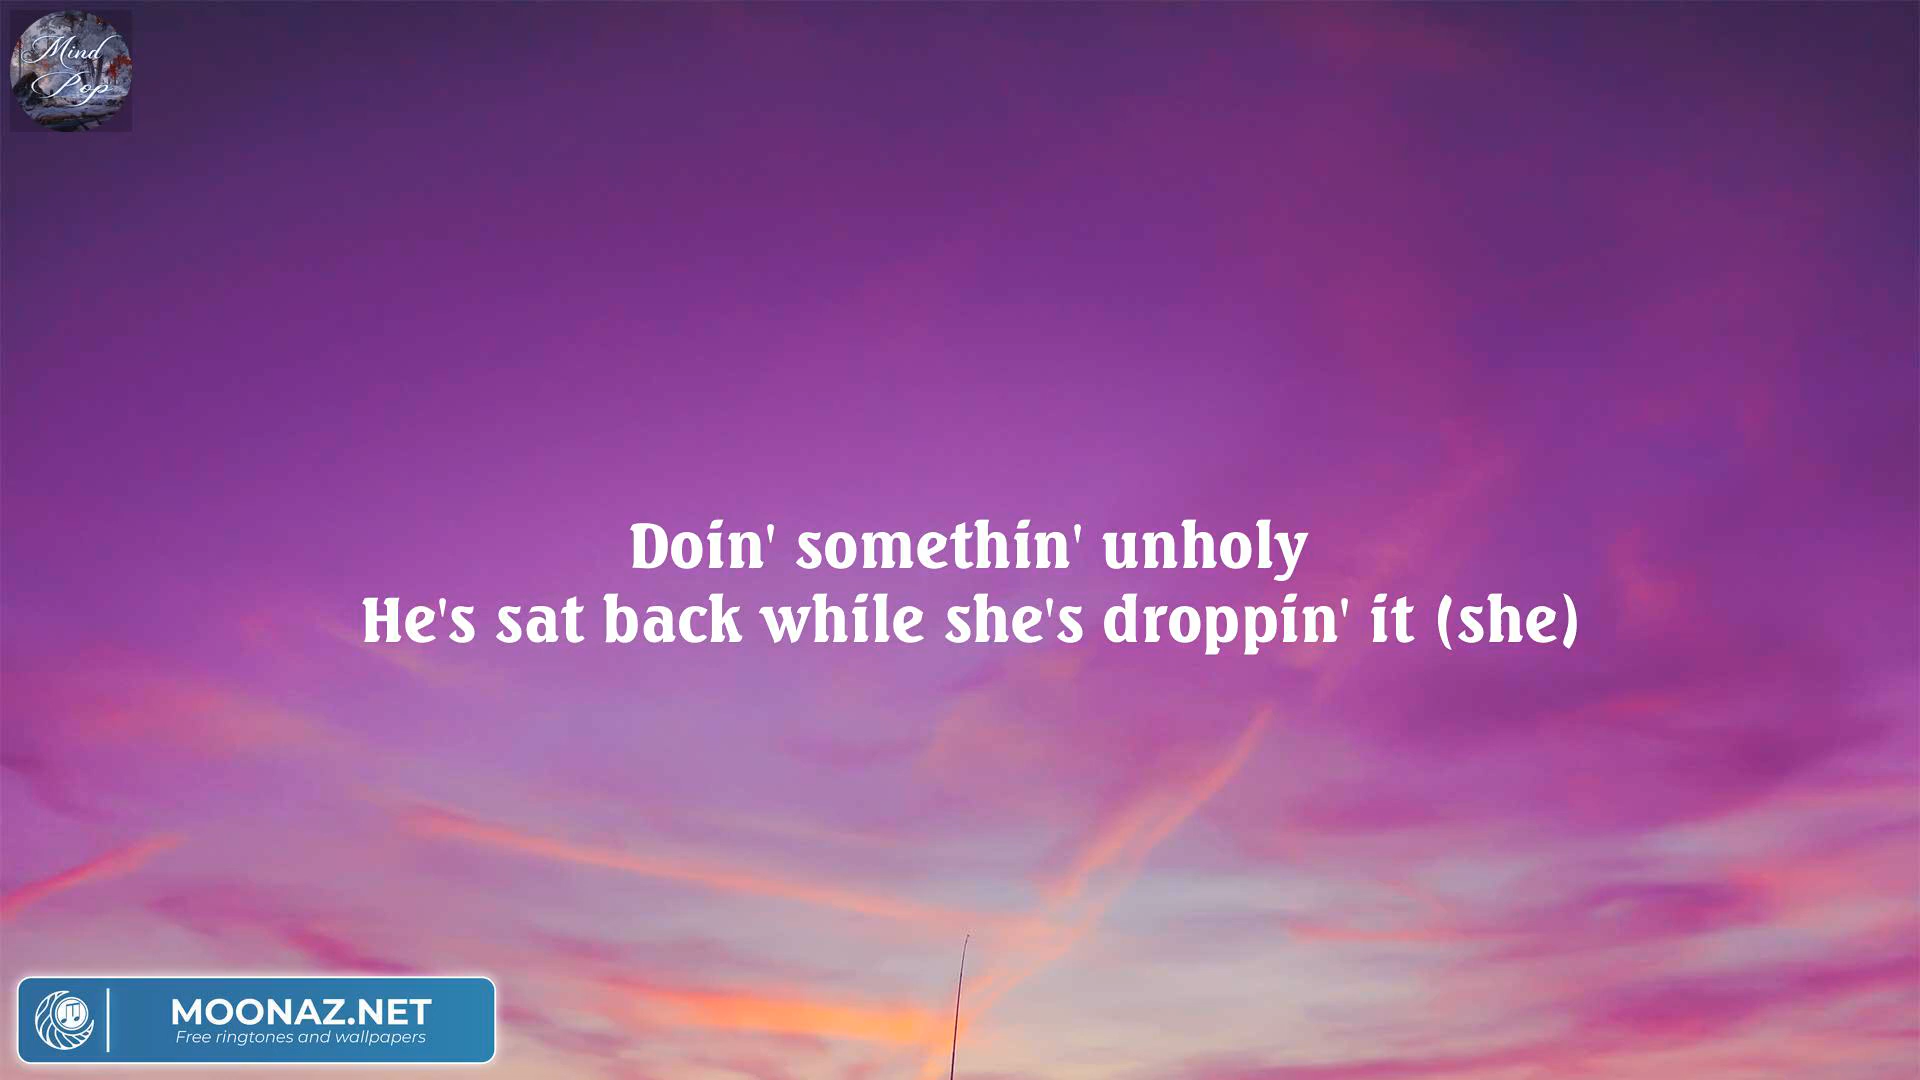 Mind
Pop
Doin' somethin' unholy
He's sat back while she's droppin' it (she)
MOONAZ.NET
Free ringtones and wallpapers